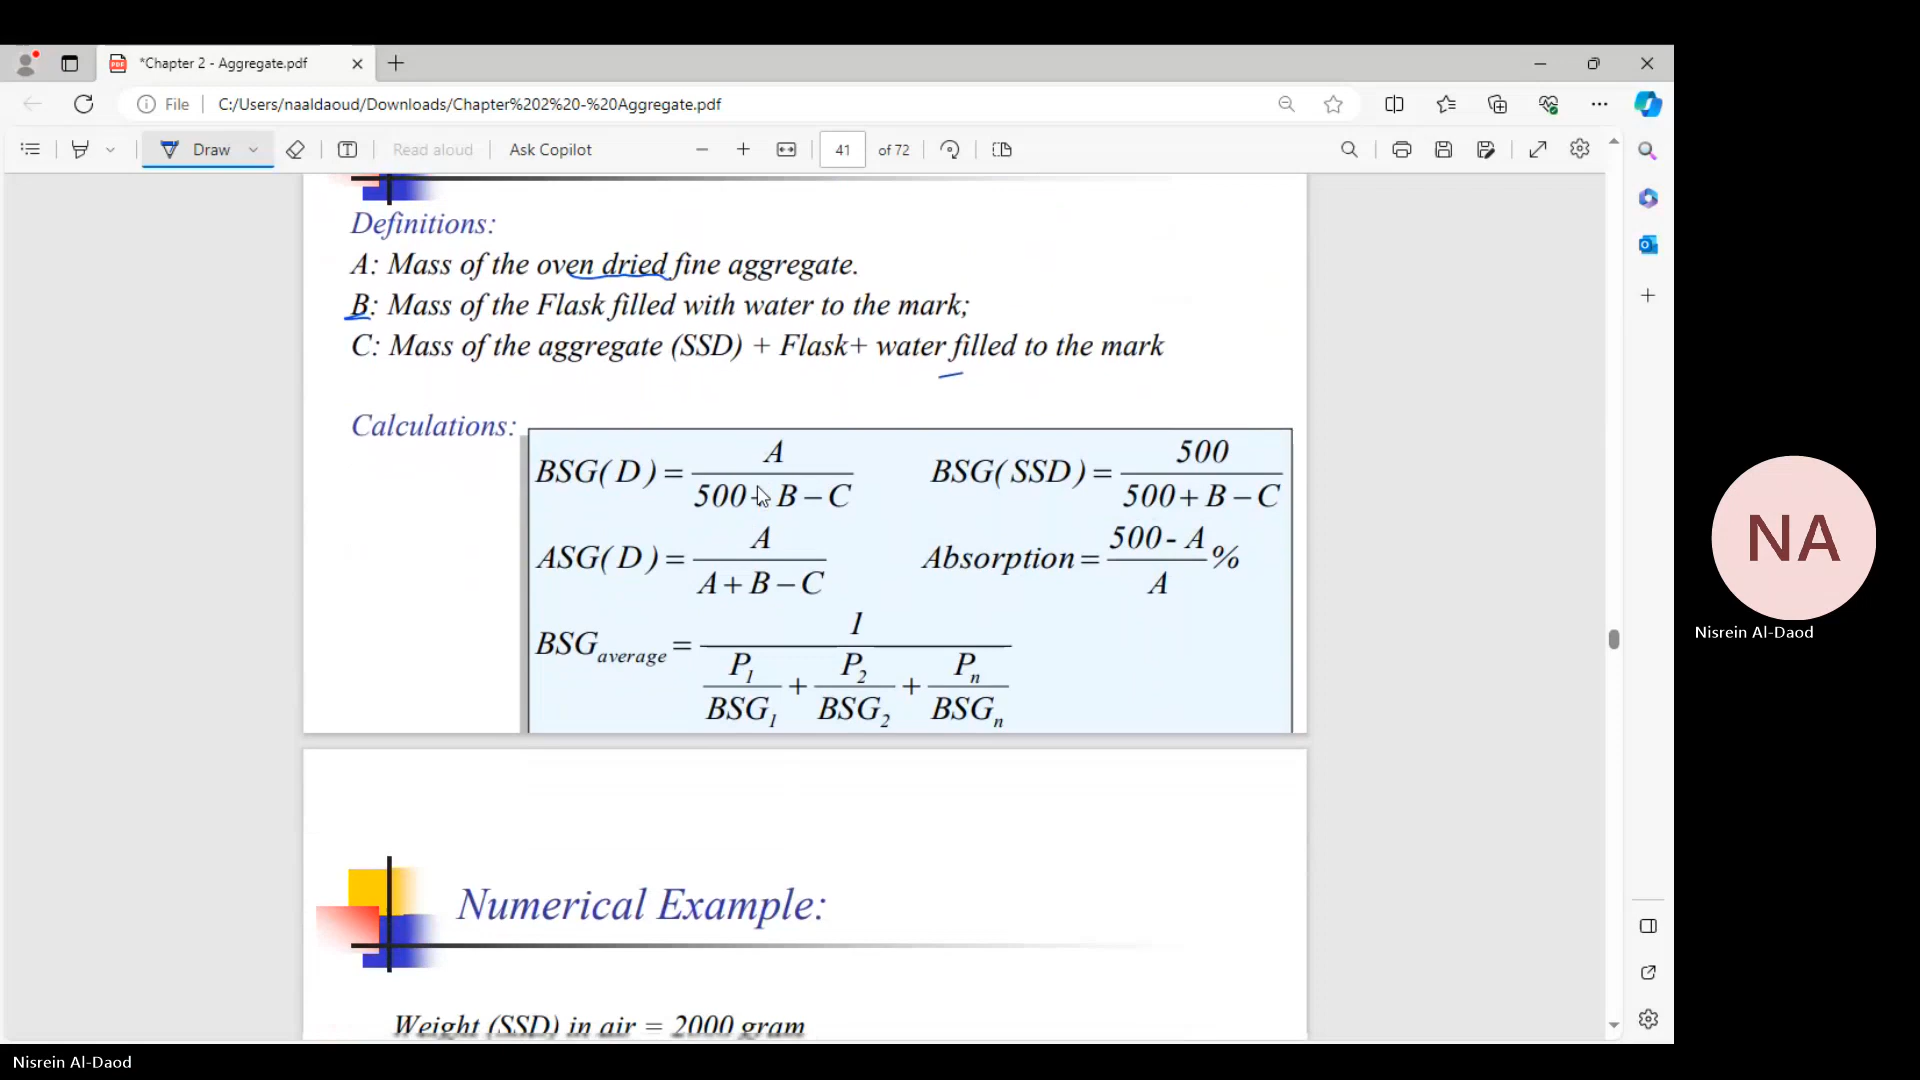 *Chapter 2 - Aggregate.pdf
File C:/Users/naaldaoud/Downloads/Chapter%202%20-%20Aggregate.pdf
Draw Read aloud Ask Copilot 41 of 72
Definitions:
A: Mass of the oven dried fine aggregate.
B: Mass of the Flask filled with water to the mark;
C: Mass of the aggregate (SSD) + Flask+ water filled to the mark
Calculations:
BSG(D) = A / (500 + B – C) BSG(SSD) = 500 / (500 + B – C)
ASG(D) = A / (A + B – C) Absorption = (500 - A) / A %
BSG average = 1 / (P1 / BSG1 + P2 / BSG2 + Pn / BSGn)
Numerical Example:
Weight (SSD) in air = 2000 gram
NA
Nisrein Al-Daod
Nisrein Al-Daod